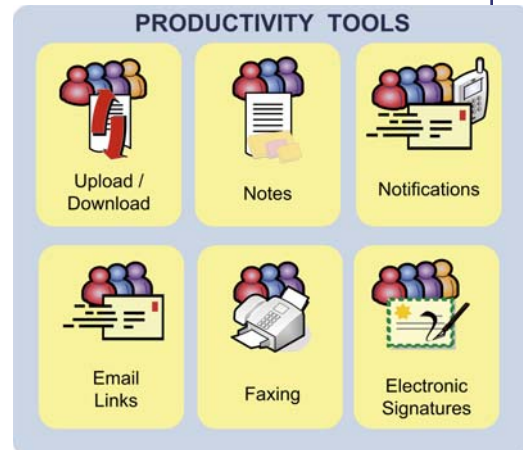 PRODUCTIVITY TOOLS
Upload /
Download
Notes
Notifications
Email
Links
Faxing
Electronic
Signatures